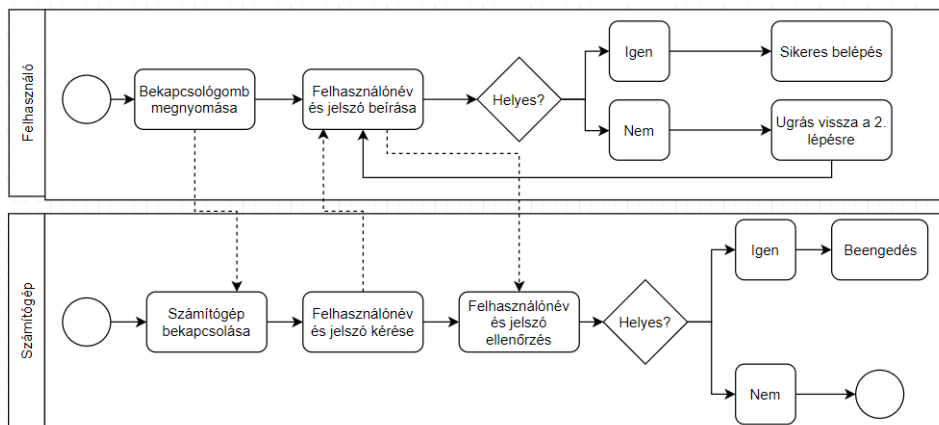 Felhasználó
Bekapcsológomb
megnyomása
Felhasználónév
és jelszó beírása
Helyes?
Igen
Sikeres belépés
Nem
Ugrás vissza a 2.
lépésre
Számítógép
Számítógép
bekapcsolása
Felhasználónév
és jelszó kérése
Felhasználónév
és jelszó
ellenőrzés
Helyes?
Igen
Beengedés
Nem